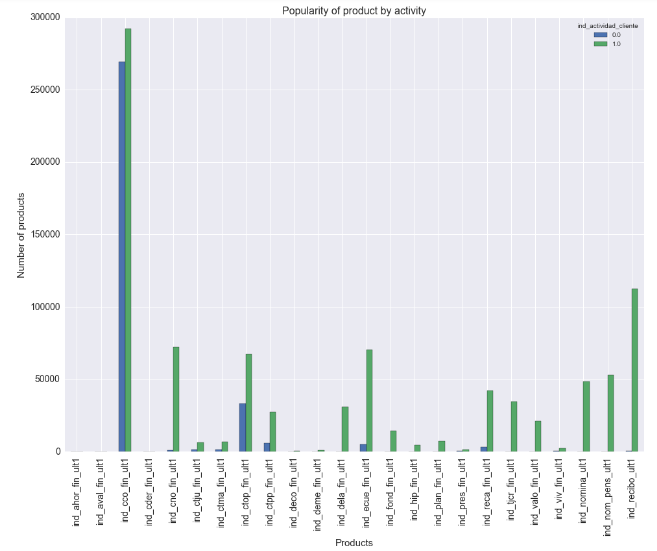 Popularity of product by activity
ind_actividad_cliente
0.0
1.0
300000
250000
200000
150000
100000
50000
0
Number of products
ind_ahor_fin_ult1
ind_aval_fin_ult1
ind_cco_fin_ult1
ind_cder_fin_ult1
ind_cno_fin_ult1
ind_ctju_fin_ult1
ind_ctma_fin_ult1
ind_ctop_fin_ult1
ind_ctpp_fin_ult1
ind_deco_fin_ult1
ind_deme_fin_ult1
ind_dela_fin_ult1
ind_ecue_fin_ult1
ind_fond_fin_ult1
ind_hip_fin_ult1
ind_plan_fin_ult1
ind_pres_fin_ult1
ind_reca_fin_ult1
ind_tjcr_fin_ult1
ind_valo_fin_ult1
ind_viv_fin_ult1
ind_nomina_ult1
ind_nom_pens_ult1
ind_recibo_ult1
Products